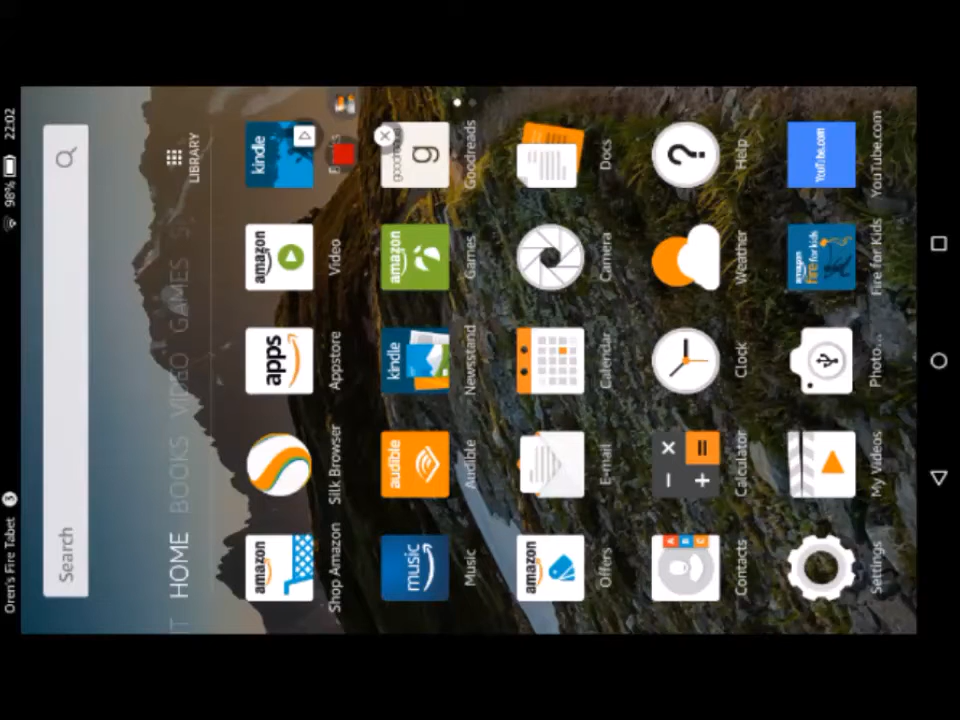 Oren's Fire Tablet 3 98% 22:02
Search
HOME BOOKS VIDEO GAMES
LIBRARY
amazon
apps
amazon
kindle
Shop Amazon Silk Browser Appstore Video
music
audible
kindle
amazon
goodreads
g
Music Audible Newsstand Games Goodreads
amazon
Offers E-mail Calendar Camera Docs
A B C
− ×
+ =
?
Contacts Calculator Clock Weather Help
amazon
fire for kids
YouTube.com
Settings My Videos Photo... Fire for Kids YouTube.com